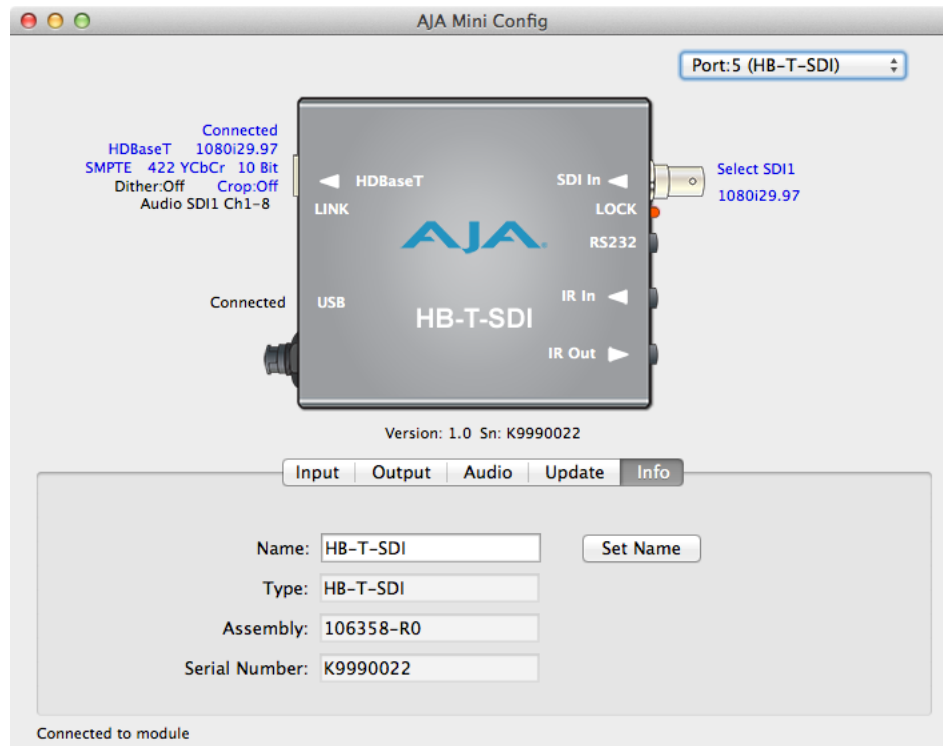 AJA Mini Config
Port:5 (HB-T-SDI)
Connected
HDBaseT 1080i29.97
SMPTE 422 YCbCr 10 Bit
Dither:Off Crop:Off
Audio SDI1 Ch1-8
Connected
HDBaseT
LINK
USB
AJA
HB-T-SDI
SDI In
LOCK
RS232
IR In
IR Out
Select SDI1
1080i29.97
Version: 1.0 Sn: K9990022
Input Output Audio Update Info
Name: HB-T-SDI Set Name
Type: HB-T-SDI
Assembly: 106358-R0
Serial Number: K9990022
Connected to module